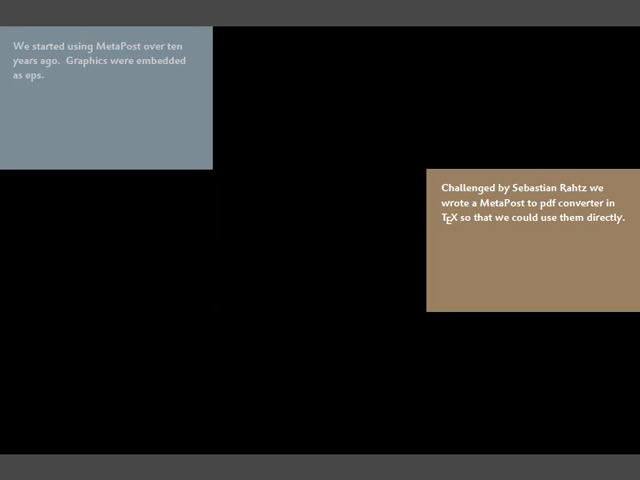 We started using MetaPost over ten
years ago. Graphics were embedded
as eps.
Challenged by Sebastian Rahtz we
wrote a MetaPost to pdf converter in
TEX so that we could use them directly.